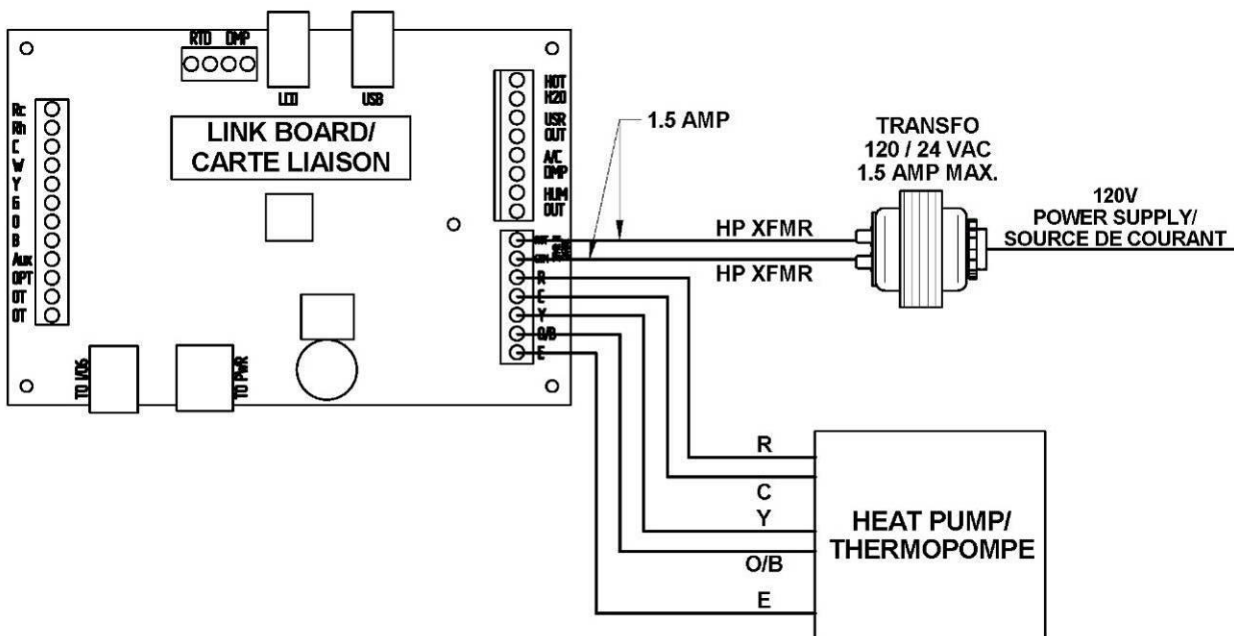 RTD DMP
LCD
USB
LINK BOARD/
CARTE LIAISON
Rc
Rh
C
W
Y
G
O
B
Aux
OPT
OT
OT
HOT
H2O
USR
OUT
A/C
DMP
HUM
OUT
R
C
Y
O/B
E
TO I/OS
TO PWR
1.5 AMP
TRANSFO
120 / 24 VAC
1.5 AMP MAX.
120V
POWER SUPPLY/
SOURCE DE COURANT
HP XFMR
HP XFMR
R
C
Y
O/B
E
HEAT PUMP/
THERMOPOMPE